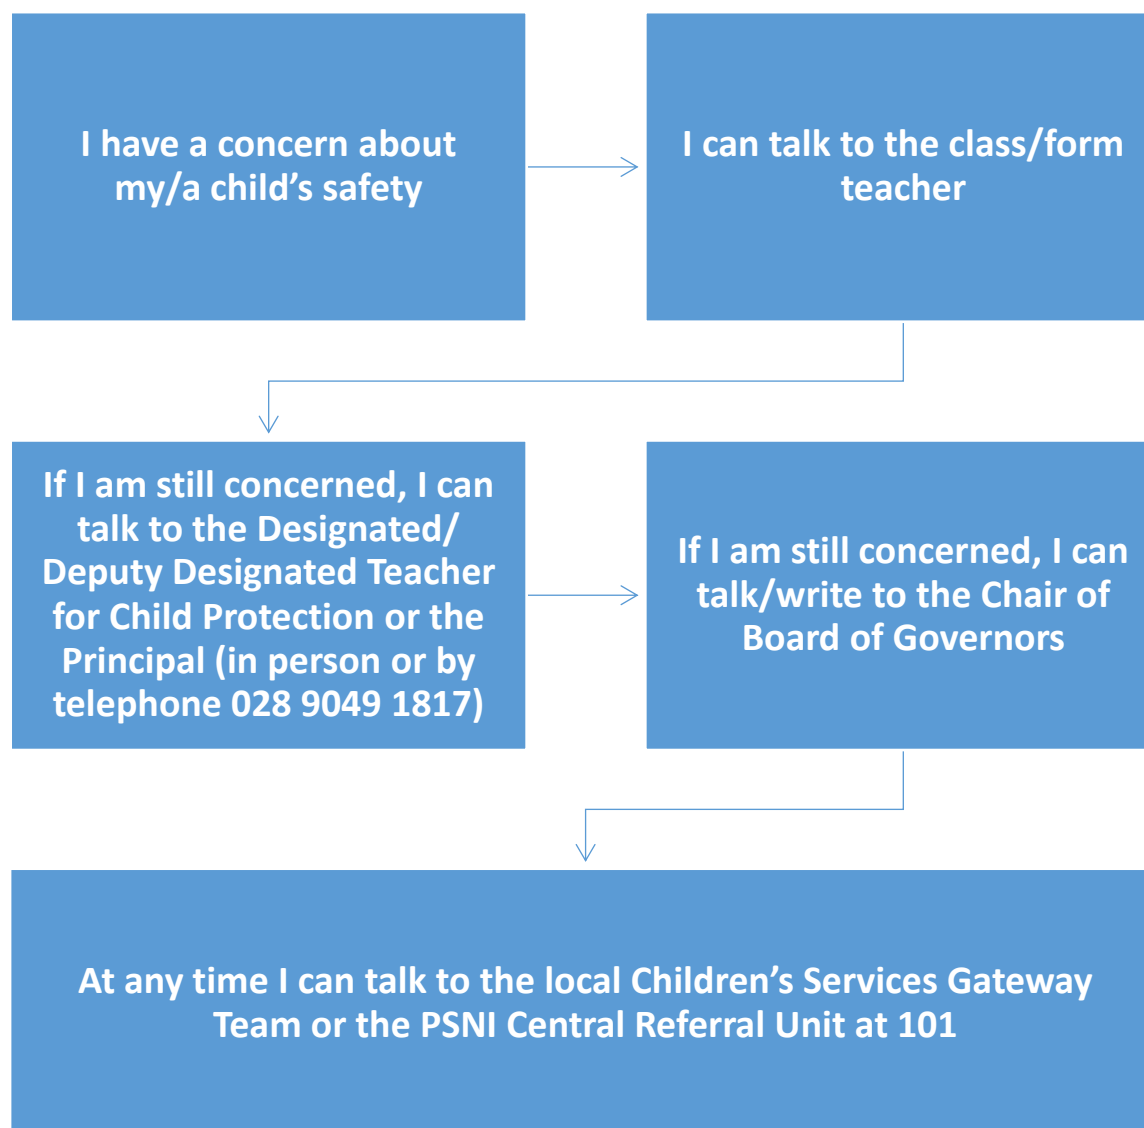 I have a concern about
my/a child’s safety
I can talk to the class/form
teacher
If I am still concerned, I can
talk to the Designated/
Deputy Designated Teacher
for Child Protection or the
Principal (in person or by
telephone 028 9049 1817)
If I am still concerned, I can
talk/write to the Chair of
Board of Governors
At any time I can talk to the local Children’s Services Gateway
Team or the PSNI Central Referral Unit at 101